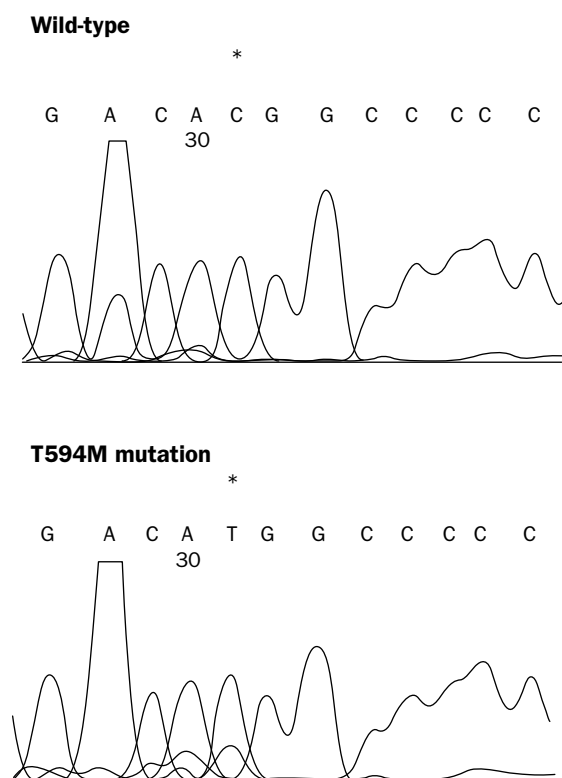 Wild-type
*
G A C A C G G C C C C C
30
T594M mutation
*
G A C A T G G C C C C C
30